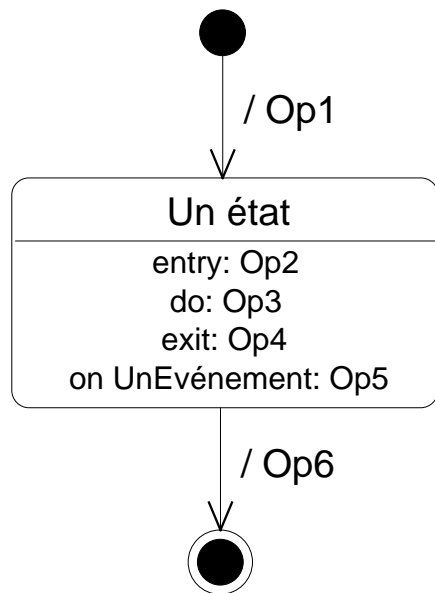 / Op1
Un état
entry: Op2
do: Op3
exit: Op4
on UnEvénement: Op5
/ Op6